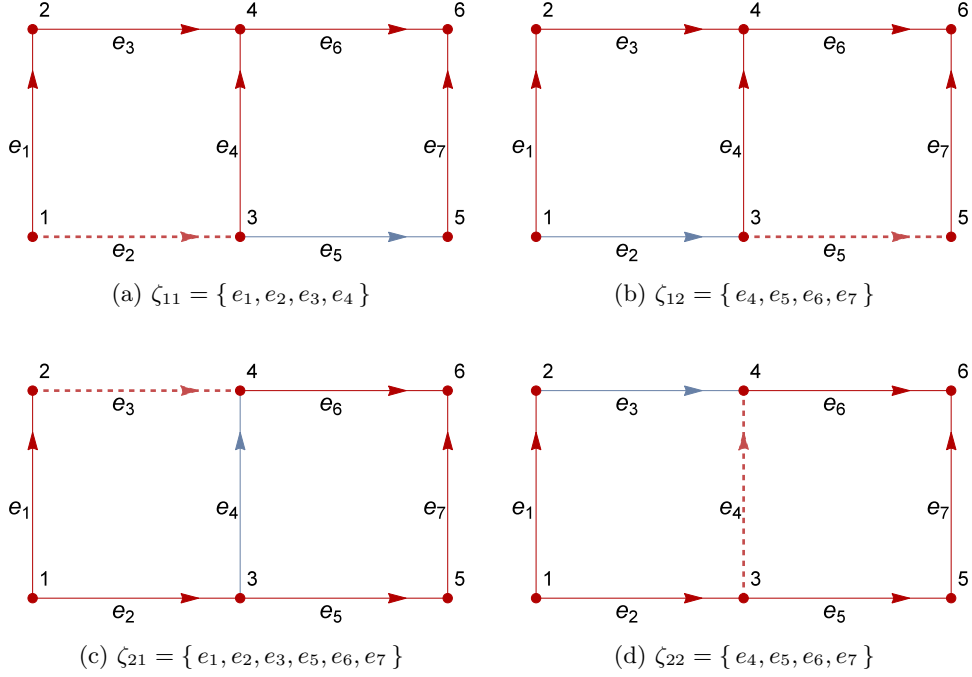 2 4 6 2 4 6
e₃ e₆ e₃ e₆
e₁ e₄ e₇ e₁ e₄ e₇
1 3 5 1 3 5
e₂ e₅ e₂ e₅
(a) ζ₁₁ = { e₁, e₂, e₃, e₄ } (b) ζ₁₂ = { e₄, e₅, e₆, e₇ }
2 4 6 2 4 6
e₃ e₆ e₃ e₆
e₁ e₄ e₇ e₁ e₄ e₇
1 3 5 1 3 5
e₂ e₅ e₂ e₅
(c) ζ₂₁ = { e₁, e₂, e₃, e₅, e₆, e₇ } (d) ζ₂₂ = { e₄, e₅, e₆, e₇ }